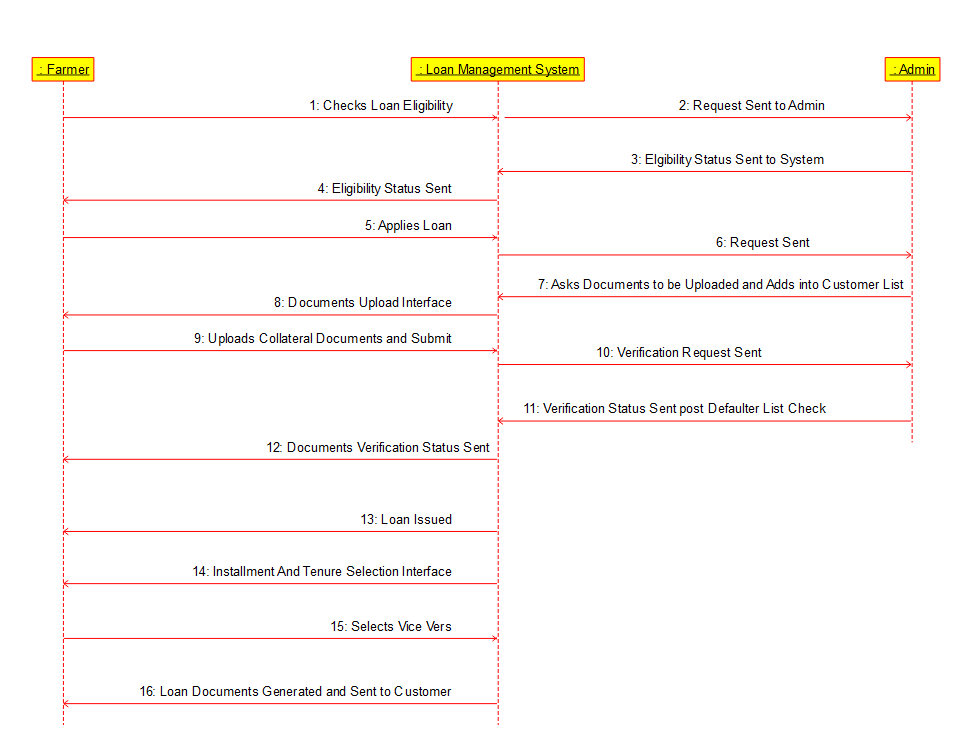 : Farmer
: Loan Management System
: Admin
1: Checks Loan Eligibility
2: Request Sent to Admin
3: Elgibility Status Sent to System
4: Eligibility Status Sent
5: Applies Loan
6: Request Sent
7: Asks Documents to be Uploaded and Adds into Customer List
8: Documents Upload Interface
9: Uploads Collateral Documents and Submit
10: Verification Request Sent
11: Verification Status Sent post Defaulter List Check
12: Documents Verification Status Sent
13: Loan Issued
14: Installment And Tenure Selection Interface
15: Selects Vice Vers
16: Loan Documents Generated and Sent to Customer